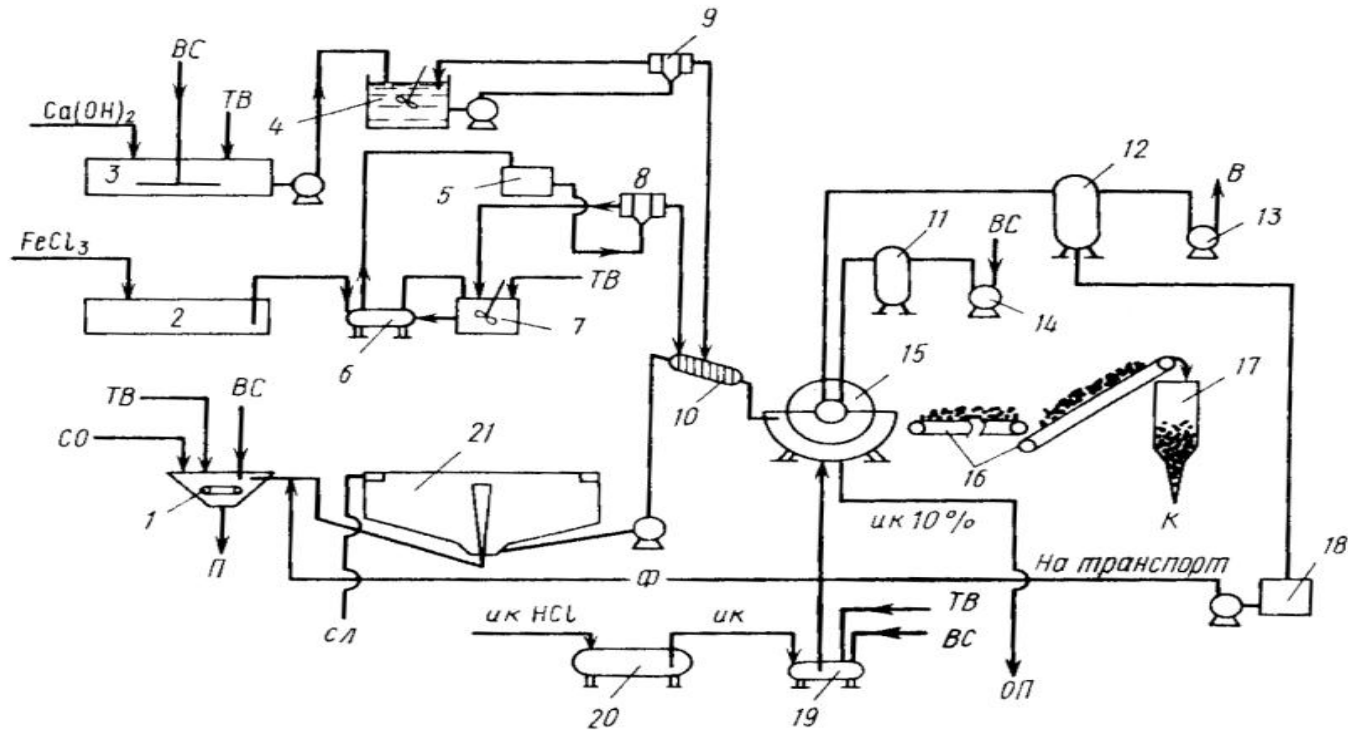 9
ВС
12
Ca(OH)₂
ТВ
4
В
3
8
5
13
11
ВС
FeCl₃
ТВ
2
14
7
15
6
17
ВС
ТВ
10
СО
21
16
1
ик 10%
К
П
На транспорт
18
Ф
ТВ
сл
ик HCl
ик
ВС
ОП
20
19